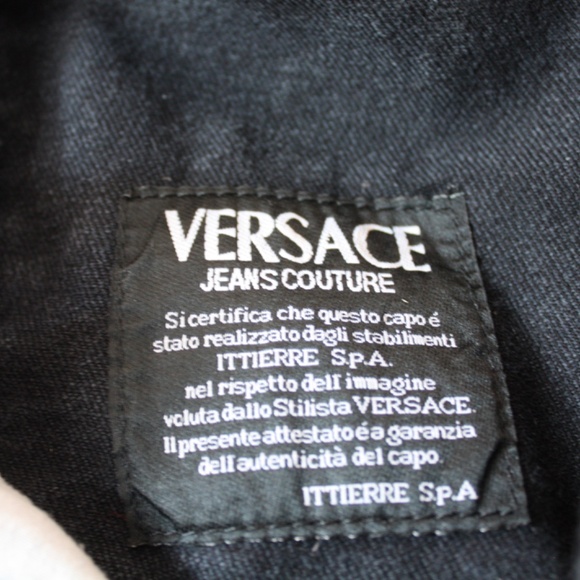 VERSACE
JEANS COUTURE
Si certifica che questo capo é
stato realizzato dagli stabilimenti
ITTIERRE S.p.A.
nel rispetto dell'immagine
voluta dallo Stilista VERSACE.
Il presente attestato é a garanzia
dell'autenticità del capo.
ITTIERRE S.p.A